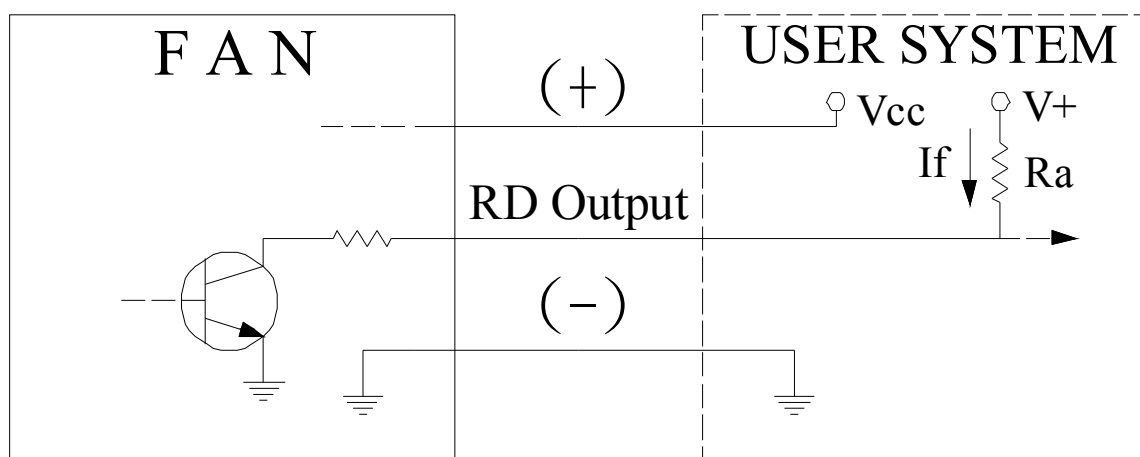 F A N
USER SYSTEM
(+)
Vcc
V+
If
Ra
RD Output
(-)